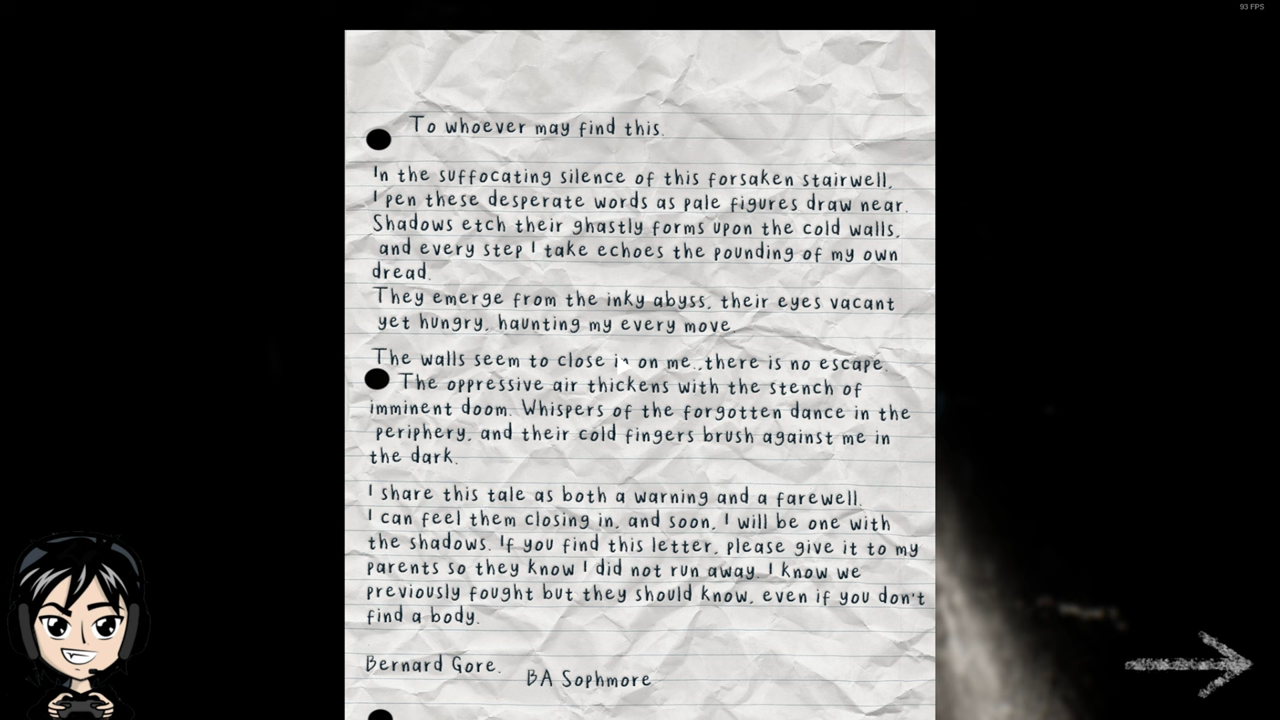 93 FPS
To whoever may find this.
In the suffocating silence of this forsaken stairwell,
I pen these desperate words as pale figures draw near.
Shadows etch their ghastly forms upon the cold walls,
and every step I take echoes the pounding of my own
dread.
They emerge from the inky abyss, their eyes vacant
yet hungry, haunting my every move.
The walls seem to close in on me..there is no escape.
The oppressive air thickens with the stench of
imminent doom. Whispers of the forgotten dance in the
periphery, and their cold fingers brush against me in
the dark.
I share this tale as both a warning and a farewell.
I can feel them closing in, and soon, I will be one with
the shadows. If you find this letter, please give it to my
parents so they know I did not run away. I know we
previously fought but they should know, even if you don't
find a body.
Bernard Gore.
BA Sophmore